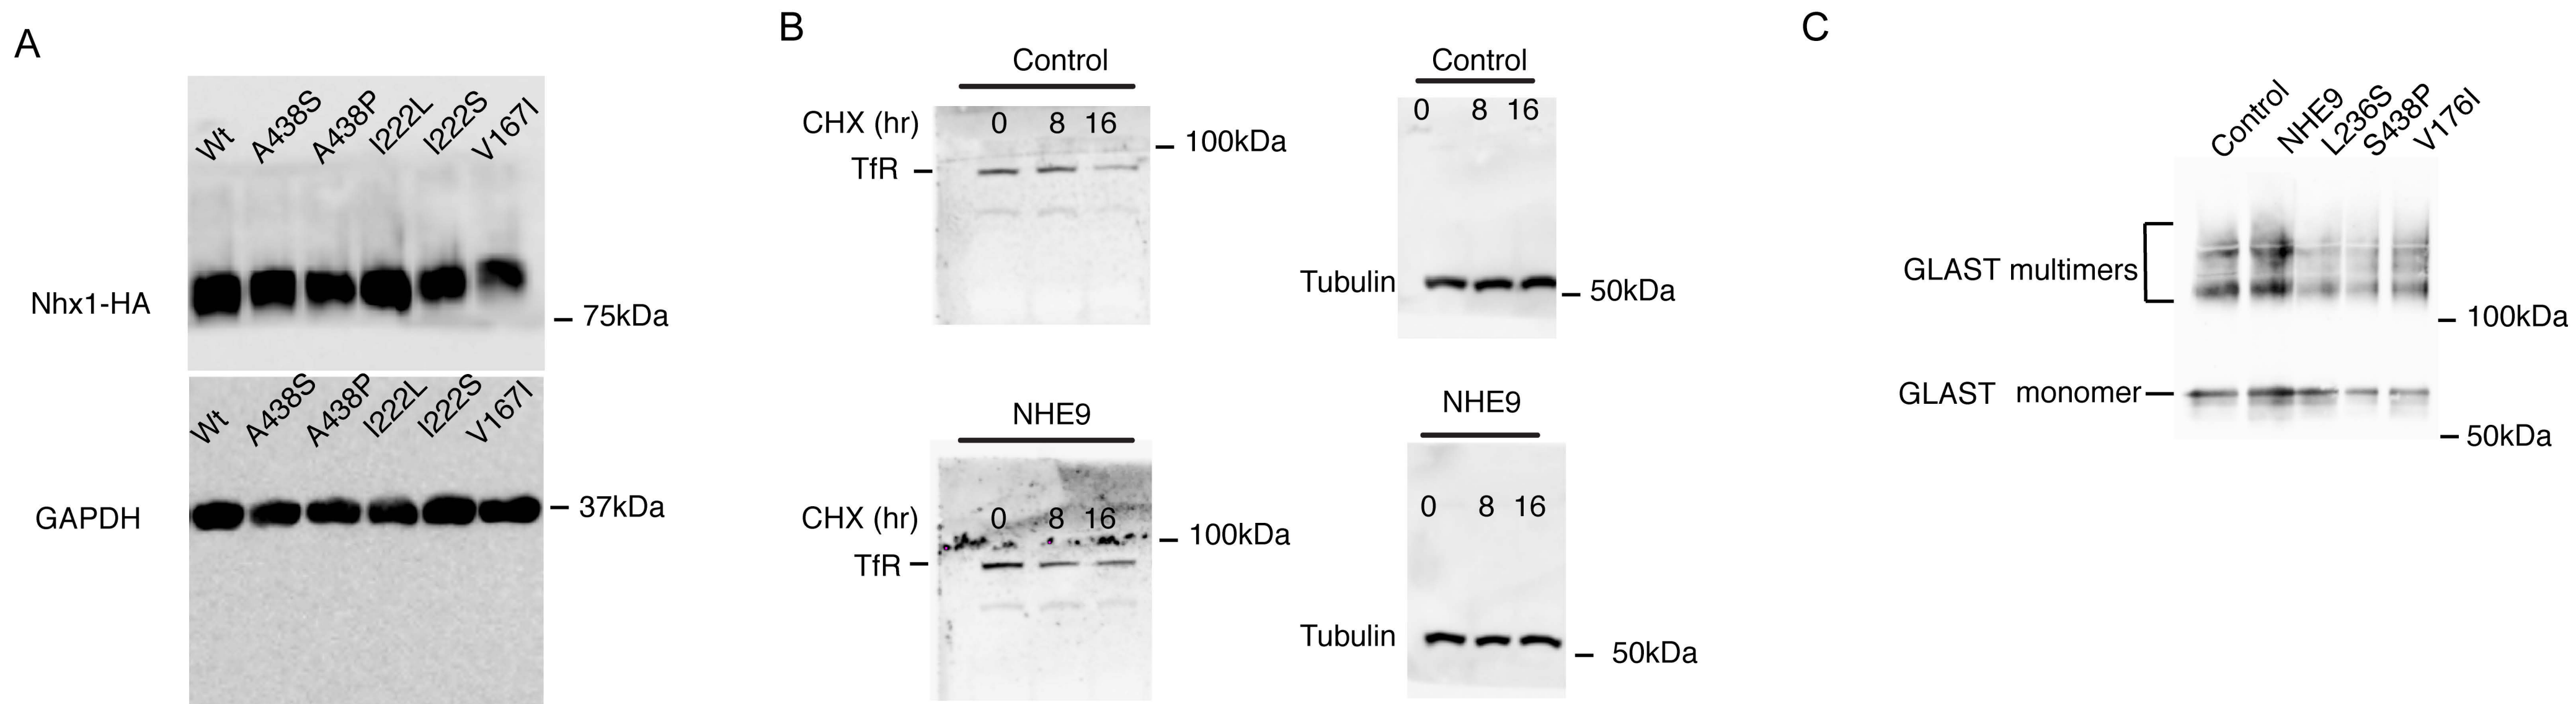 A
Wt A438S A438P I222L I222S V167I
Nhx1-HA
75kDa
Wt A438S A438P I222L I222S V167I
GAPDH
37kDa
B
Control
CHX (hr) 0 8 16
100kDa
TfR
Control
0 8 16
Tubulin
50kDa
NHE9
CHX (hr) 0 8 16
100kDa
TfR
NHE9
0 8 16
Tubulin
50kDa
C
Control NHE9 L236S S438P V176I
GLAST multimers
100kDa
GLAST monomer
50kDa